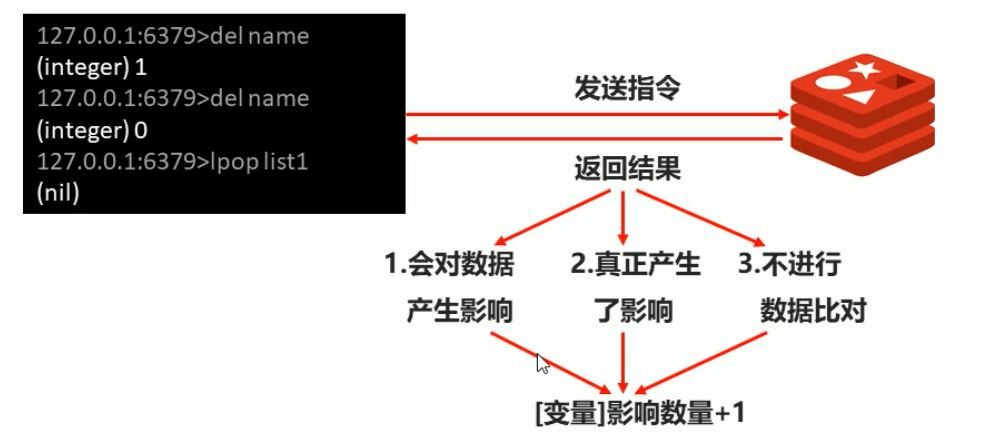 127.0.0.1:6379>del name
(integer) 1
127.0.0.1:6379>del name
(integer) 0
127.0.0.1:6379>lpop list1
(nil)
发送指令
返回结果
1.会对数据
产生影响
2.真正产生
了影响
3.不进行
数据比对
[变量]影响数量+1